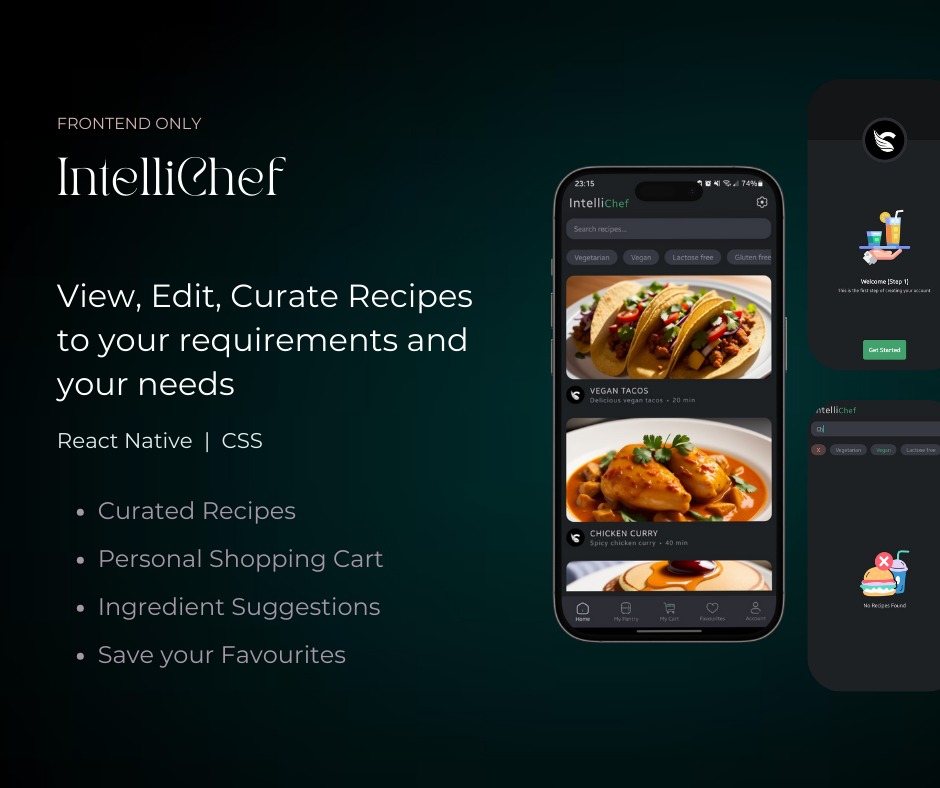 FRONTEND ONLY
IntelliChef
View, Edit, Curate Recipes
to your requirements and
your needs
React Native | CSS
• Curated Recipes
• Personal Shopping Cart
• Ingredient Suggestions
• Save your Favourites
23:15
74%
IntelliChef
Search recipes...
Vegetarian
Vegan
Lactose free
Gluten free
VEGAN TACOS
Delicious vegan tacos • 20 min
CHICKEN CURRY
Spicy chicken curry • 40 min
Home
My Pantry
My Cart
Favourites
Account
Welcome [Step 1]
This is the first step of creating your account.
Get Started
ntelliChef
X
Vegetarian
Vegan
Lactose free
No Recipes Found